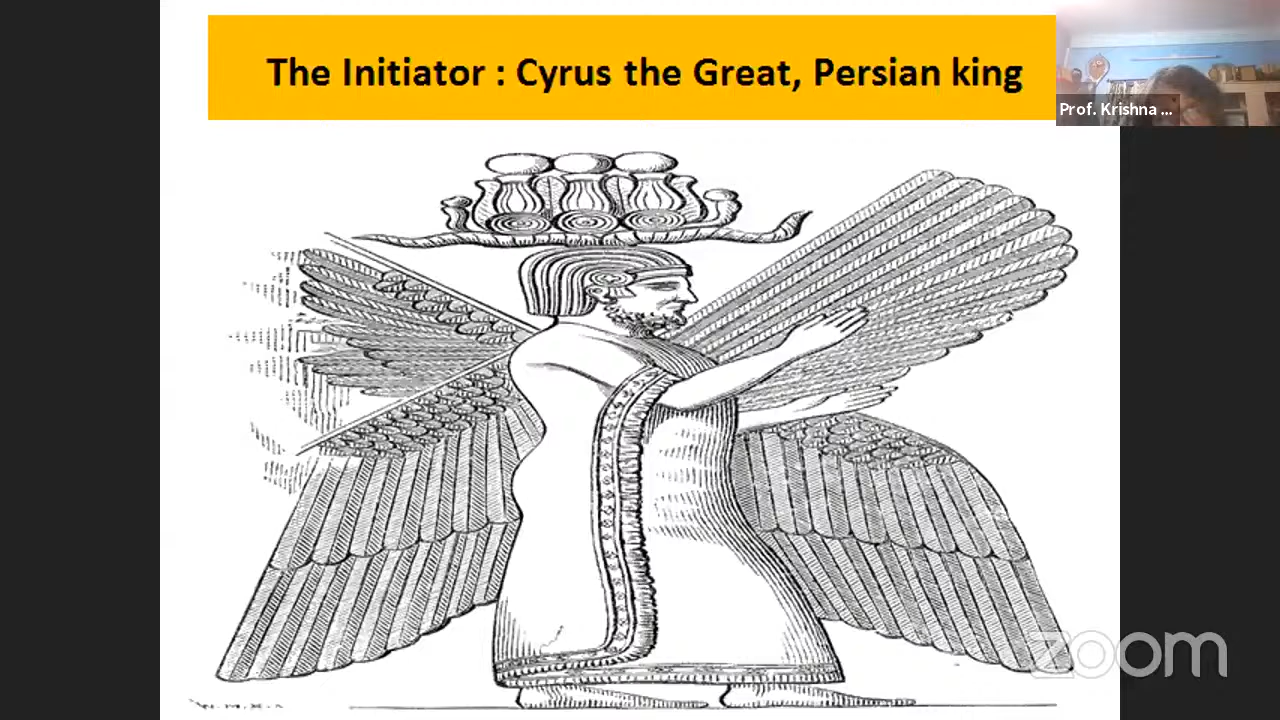 The Initiator : Cyrus the Great, Persian king
Prof. Krishna ...
zoom